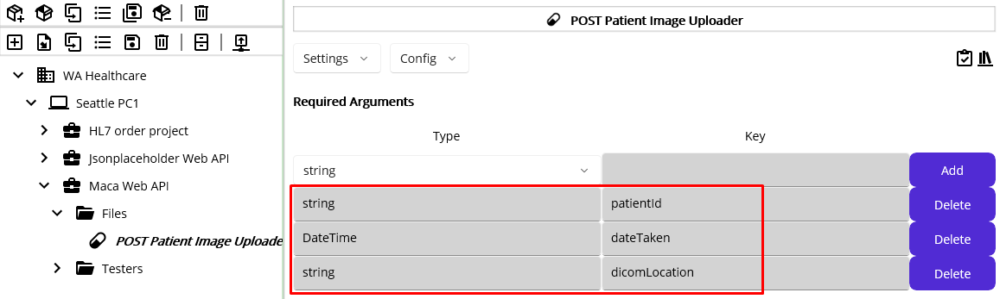 WA Healthcare
Seattle PC1
HL7 order project
Jsonplaceholder Web API
Maca Web API
Files
POST Patient Image Uploade
Testers
POST Patient Image Uploader
Settings Config
Required Arguments
Type Key
string Add
string patientId Delete
DateTime dateTaken Delete
string dicomLocation Delete